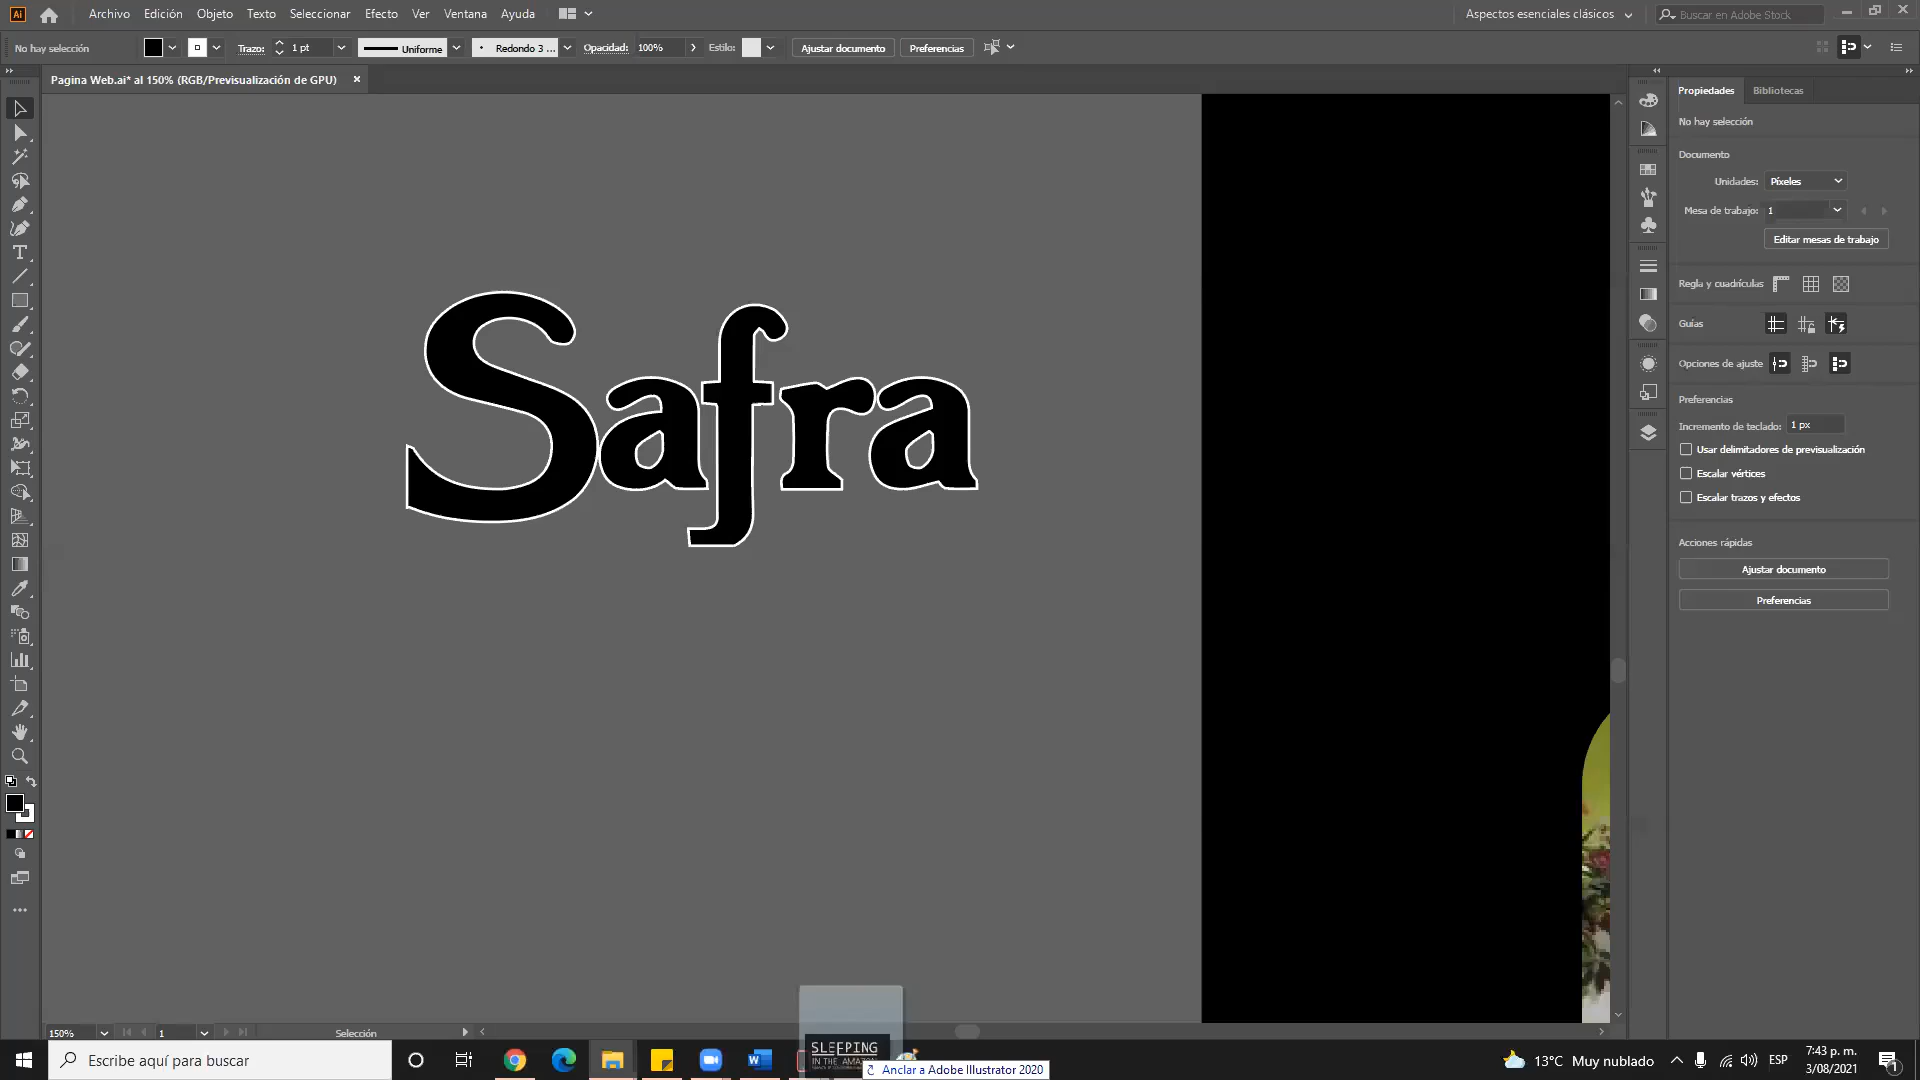 Ai Archivo Edición Objeto Texto Seleccionar Efecto Ver Ventana Ayuda Aspectos esenciales clásicos Buscar en Adobe Stock
No hay selección Trazo: 1 pt Uniforme Redondo 3 ... Opacidad: 100% Estilo: Ajustar documento Preferencias
Pagina Web.ai* al 150% (RGB/Previsualización de GPU) ×
Propiedades Bibliotecas
No hay selección
Documento
Unidades: Píxeles
Mesa de trabajo: 1
Editar mesas de trabajo
Regla y cuadrículas
Guías
Opciones de ajuste
Preferencias
Incremento de teclado: 1 px
Usar delimitadores de previsualización
Escalar vértices
Escalar trazos y efectos
Acciones rápidas
Ajustar documento
Preferencias
Safra
150% 1 Selección
SLEEPING
IN THE AMAZON
Anclar a Adobe Illustrator 2020
Escribe aquí para buscar
13°C Muy nublado ESP 7:43 p. m.
3/08/2021
1